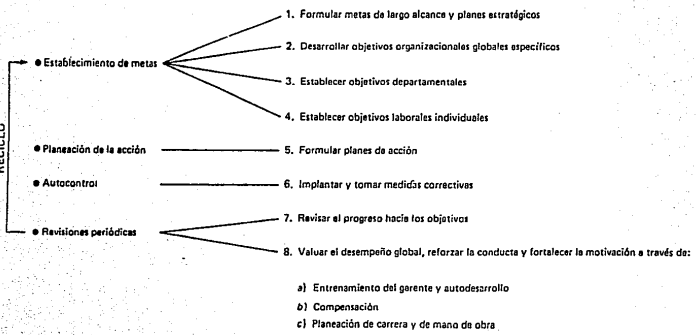 1. Formular metas de largo alcance y planes estratégicos
2. Desarrollar objetivos organizacionales globales específicos
● Establecimiento de metas
3. Establecer objetivos departamentales
4. Establecer objetivos laborales individuales
RECICLO
● Planeación de la acción
5. Formular planes de acción
● Autocontrol
6. Implantar y tomar medidas correctivas
7. Revisar el progreso hacia los objetivos
● Revisiones periódicas
8. Valuar el desempeño global, reforzar la conducta y fortalecer la motivación a través de:
a) Entrenamiento del gerente y autodesarrollo
b) Compensación
c) Planeación de carrera y de mano de obra